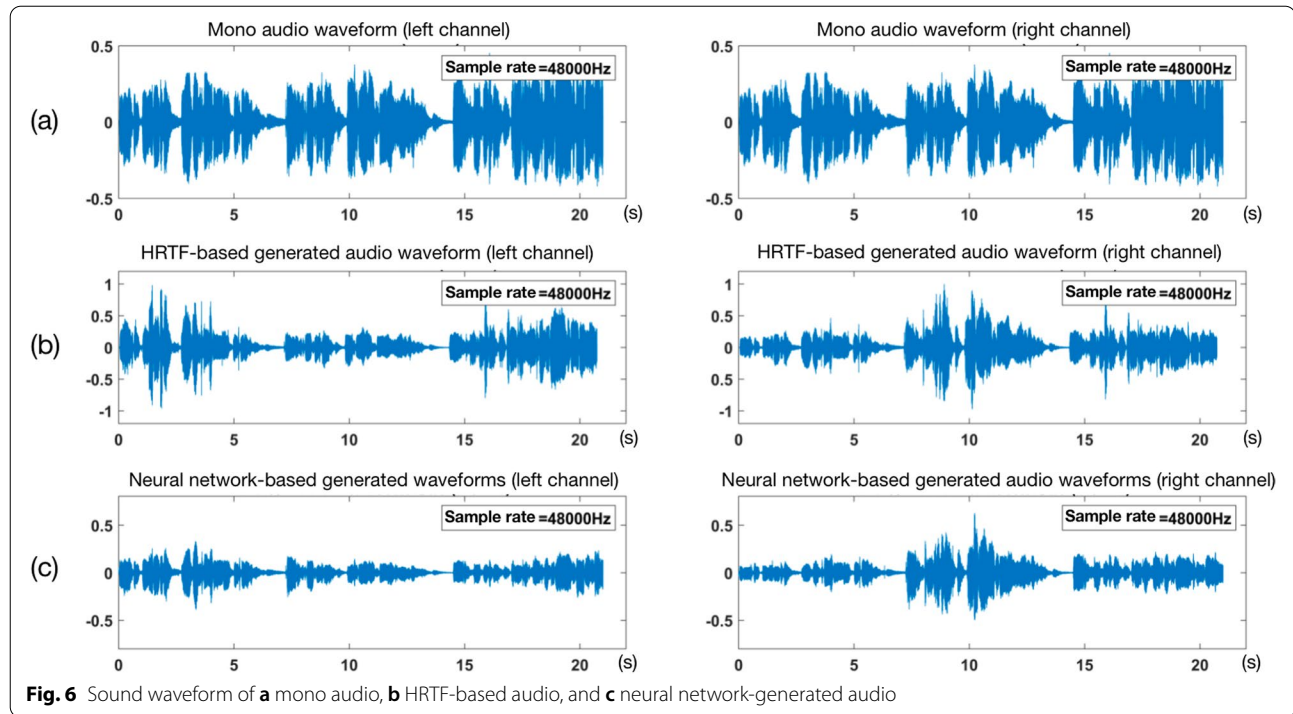 Mono audio waveform (left channel)
Mono audio waveform (right channel)
(a)
0.5
0
-0.5
Sample rate =48000Hz
0 5 10 15 20 (s)
0.5
0
-0.5
Sample rate =48000Hz
0 5 10 15 20 (s)
HRTF-based generated audio waveform (left channel)
HRTF-based generated audio waveform (right channel)
(b)
1
0.5
0
-0.5
-1
Sample rate =48000Hz
0 5 10 15 20 (s)
1
0.5
0
-0.5
-1
Sample rate =48000Hz
0 5 10 15 20 (s)
Neural network-based generated waveforms (left channel)
Neural network-based generated audio waveforms (right channel)
(c)
0.5
0
-0.5
Sample rate =48000Hz
0 5 10 15 20 (s)
0.5
0
-0.5
Sample rate =48000Hz
0 5 10 15 20 (s)
Fig. 6 Sound waveform of a mono audio, b HRTF-based audio, and c neural network-generated audio